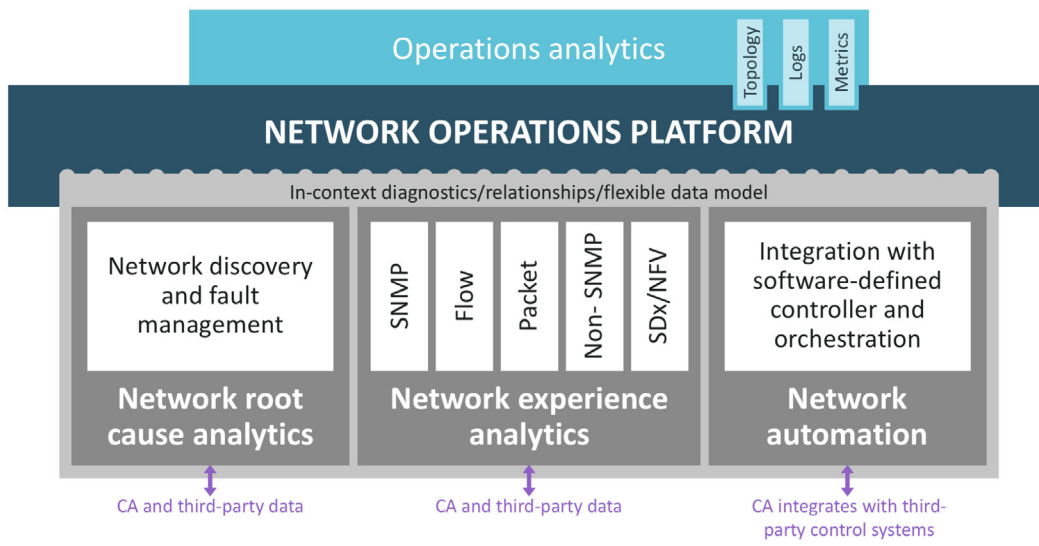 Operations analytics
Topology
Logs
Metrics
NETWORK OPERATIONS PLATFORM
In-context diagnostics/relationships/flexible data model
Network discovery
and fault
management
Network root
cause analytics
SNMP
Flow
Packet
Non- SNMP
SDx/NFV
Network experience
analytics
Integration with
software-defined
controller and
orchestration
Network
automation
CA and third-party data
CA and third-party data
CA integrates with third-
party control systems